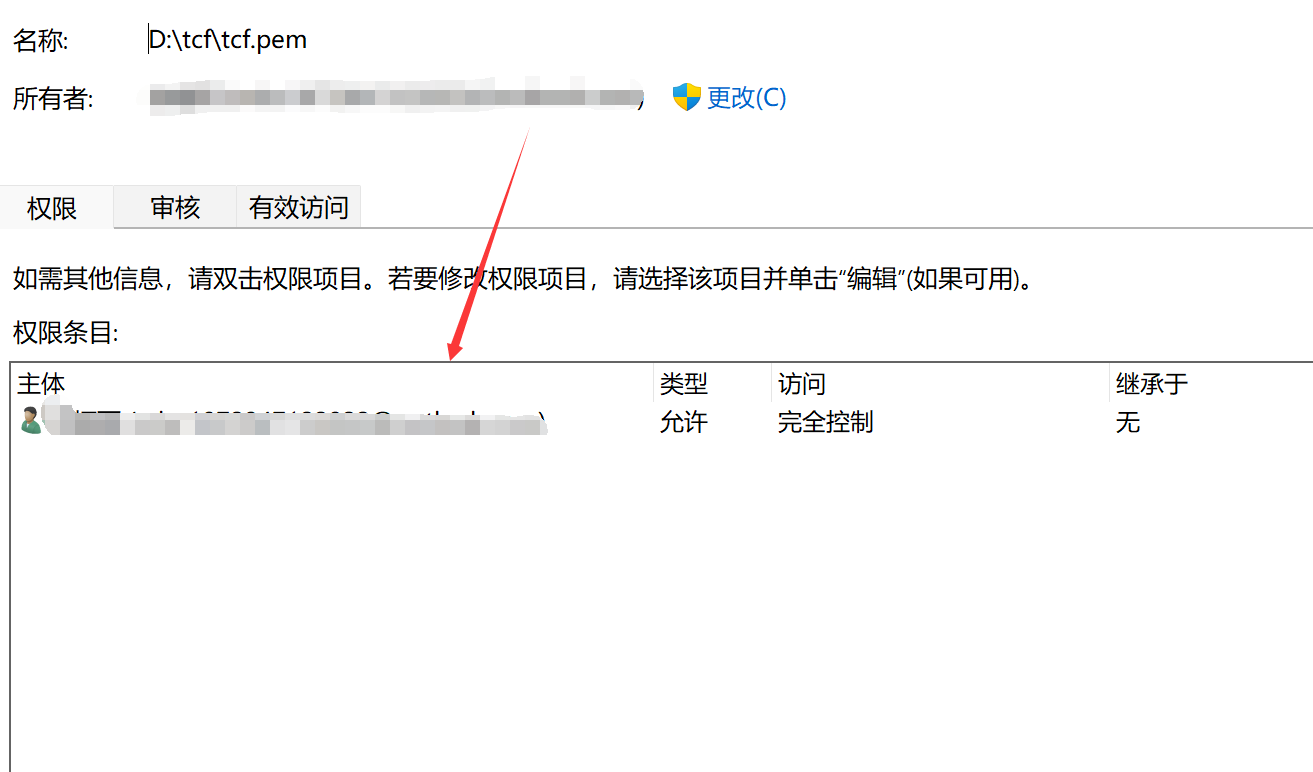 名称: D:\tcf\tcf.pem
所有者: 更改(C)
权限 审核 有效访问
如需其他信息，请双击权限项目。若要修改权限项目，请选择该项目并单击“编辑”(如果可用)。
权限条目:
主体 类型 访问 继承于
允许 完全控制 无